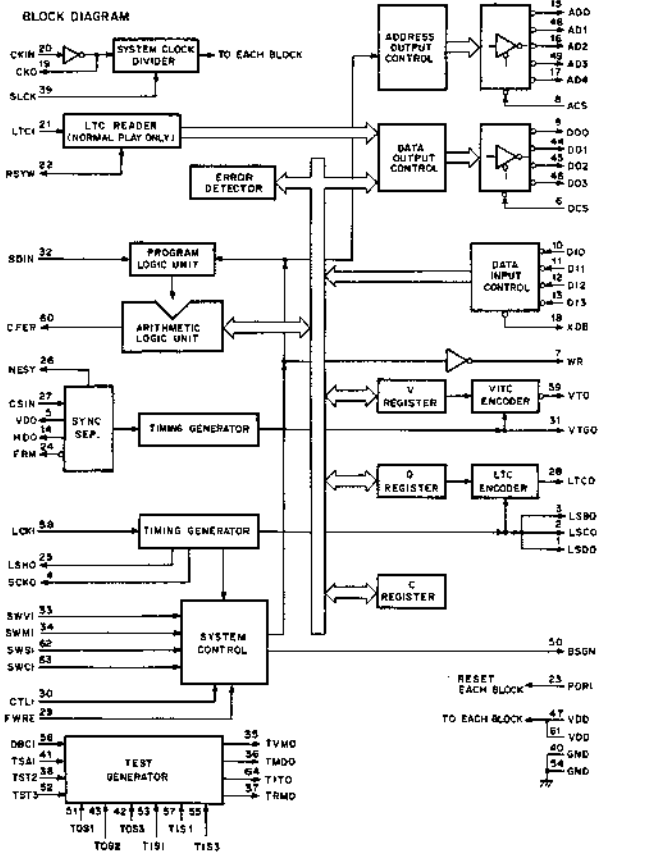 BLOCK DIAGRAM
CKIN 20
CKO 19
SYSTEM CLOCK
DIVIDER
TO EACH BLOCK
SLCK 39
LTCI 21
LTC READER
(NORMAL PLAY ONLY)
RSYW 22
ERROR
DETECTOR
ADDRESS
OUTPUT
CONTROL
15 AD0
48 AD1
16 AD2
49 AD3
17 AD4
8 ACS
DATA
OUTPUT
CONTROL
9 DO0
44 DO1
45 DO2
46 DO3
6 DCS
SDIN 32
PROGRAM
LOGIC UNIT
CFER 60
ARITHMETIC
LOGIC UNIT
DATA
INPUT
CONTROL
10 DI0
11 DI1
12 DI2
13 DI3
18 XDB
7 WR
NESY 26
CSIN 27
VDO 5
HDO 14
FRM 24
SYNC
SEP.
TIMING GENERATOR
V
REGISTER
VITC
ENCODER
59 VTO
31 VTGO
Q
REGISTER
LTC
ENCODER
28 LTCO
3 LSBO
2 LSCO
1 LSDO
LCKI 58
TIMING GENERATOR
LSHO 25
SCKO 4
C
REGISTER
SWVI 33
SWMI 34
SWSI 62
SWCI 63
SYSTEM
CONTROL
50 BSGN
CTLI 30
FWRE 29
RESET
EACH BLOCK
23 PORI
TO EACH BLOCK
47 VDD
61 VDD
40 GND
54 GND
DBCI 56
TSA1 41
TST2 38
TST3 52
TEST
GENERATOR
35 TVMO
36 TMDO
64 TITO
37 TRMO
51 43 42 53 57 55
TOS1 TOS3 TIS1
TOS2 TISI TIS3